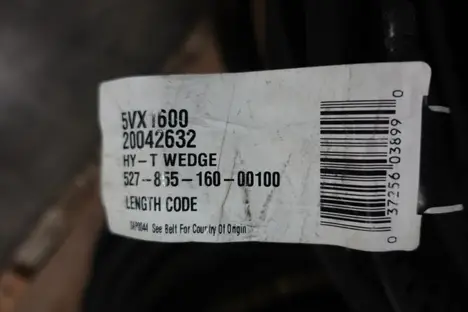 5VX1600
20042632
HY-T WEDGE
527-855-160-00100
LENGTH CODE
See Belt For Country Of Origin
0 37256 03899 0